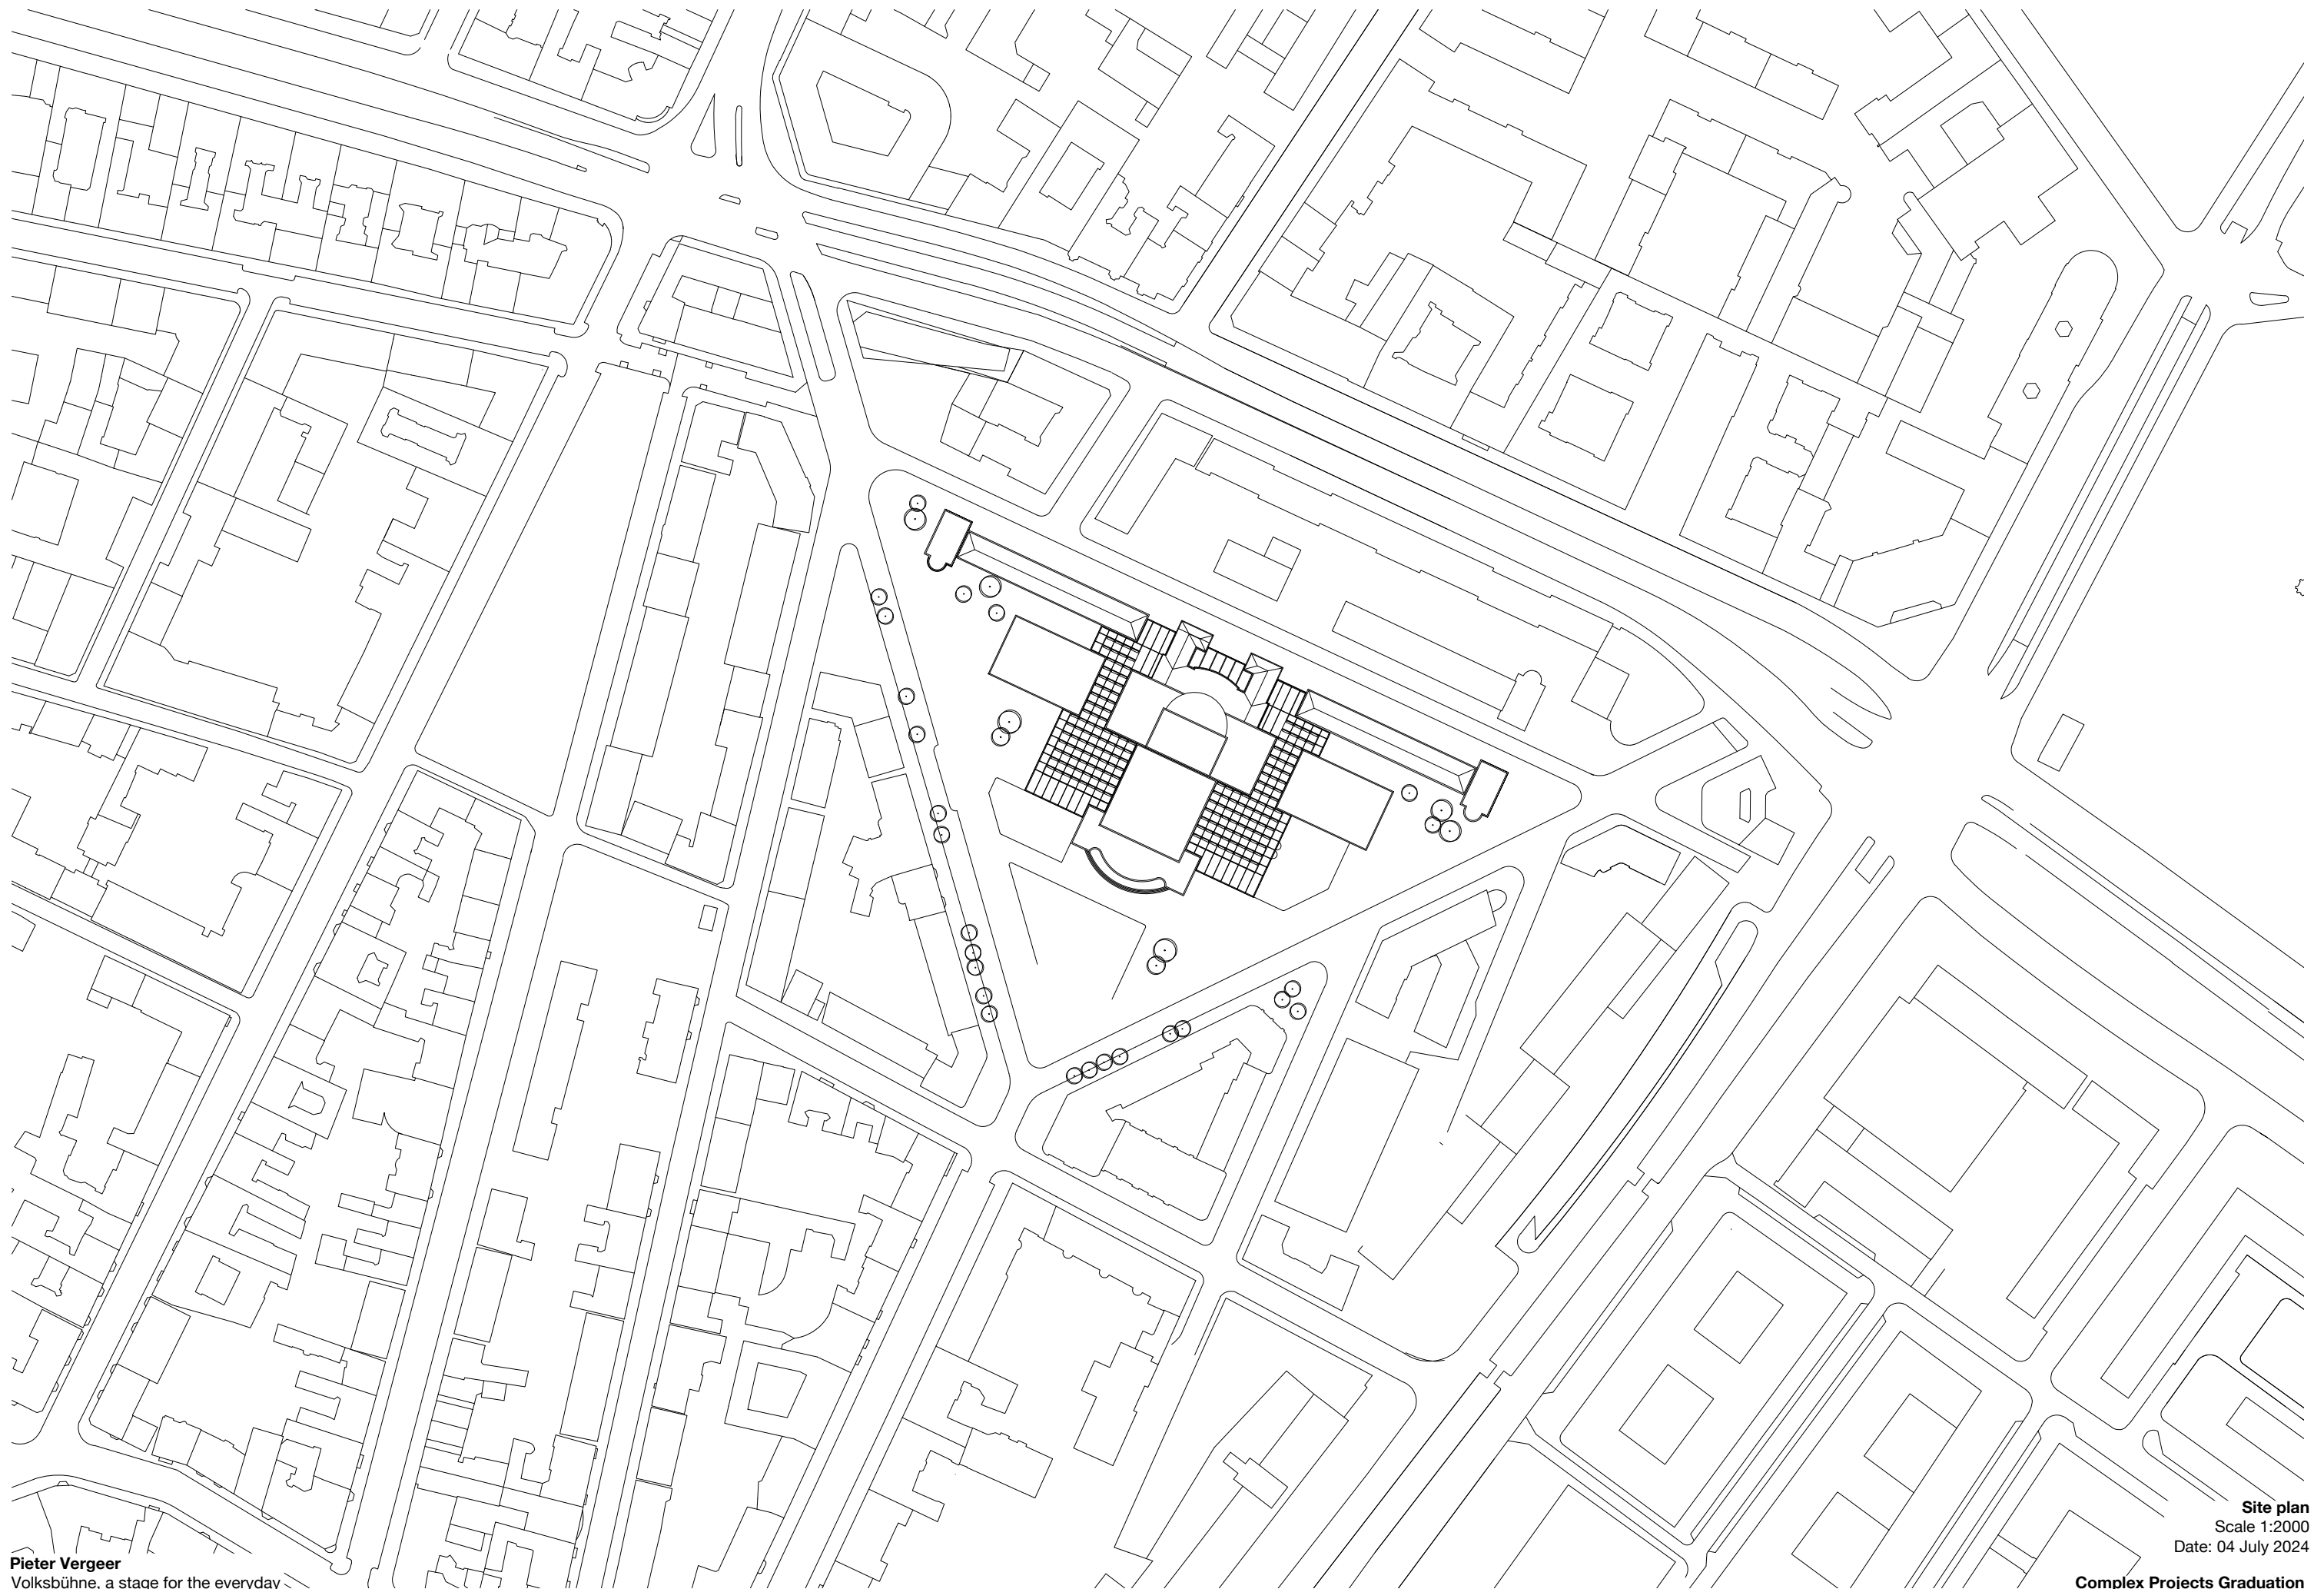 Site plan
Scale 1:2000
Date: 04 July 2024
Pieter Vergeer
Volksbühne, a stage for the everyday
Complex Projects Graduation